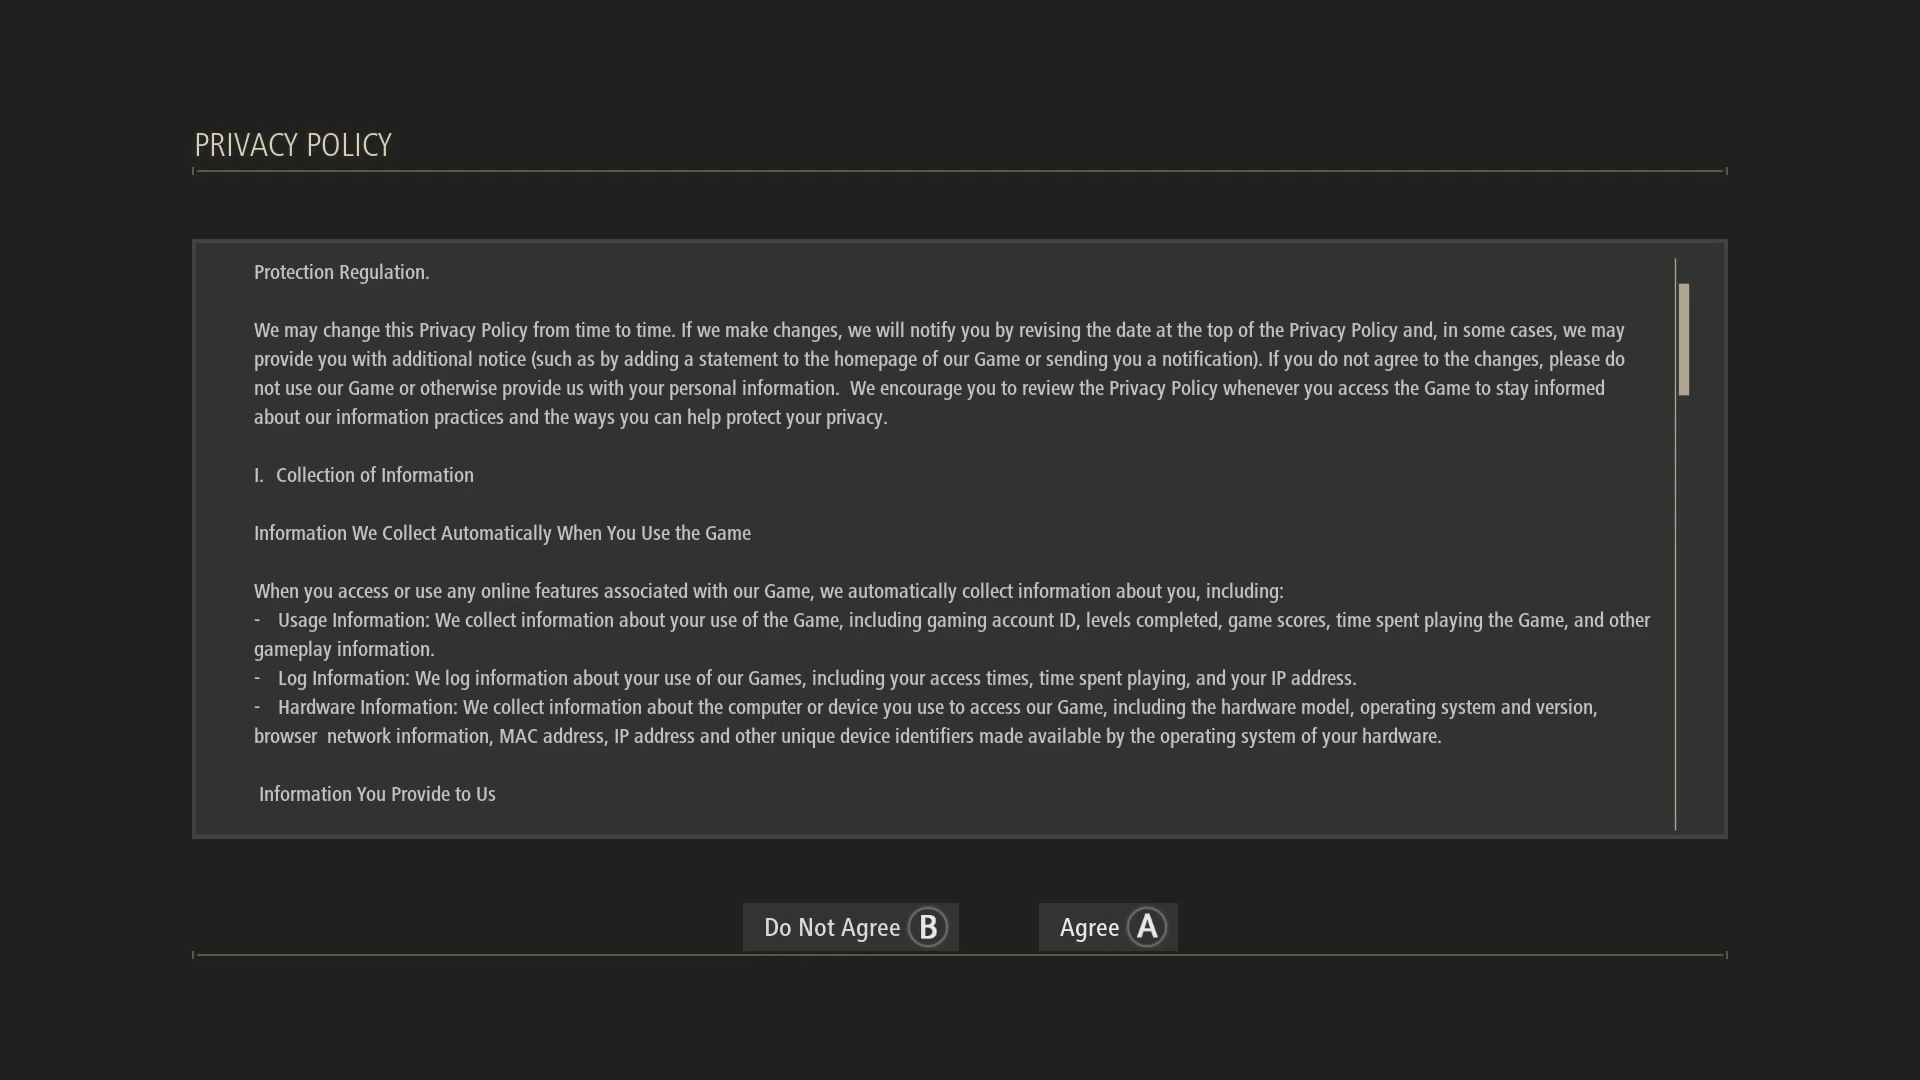 PRIVACY POLICY
Protection Regulation.
We may change this Privacy Policy from time to time. If we make changes, we will notify you by revising the date at the top of the Privacy Policy and, in some cases, we may
provide you with additional notice (such as by adding a statement to the homepage of our Game or sending you a notification). If you do not agree to the changes, please do
not use our Game or otherwise provide us with your personal information.  We encourage you to review the Privacy Policy whenever you access the Game to stay informed
about our information practices and the ways you can help protect your privacy.
I.  Collection of Information
Information We Collect Automatically When You Use the Game
When you access or use any online features associated with our Game, we automatically collect information about you, including:
-   Usage Information: We collect information about your use of the Game, including gaming account ID, levels completed, game scores, time spent playing the Game, and other
gameplay information.
-   Log Information: We log information about your use of our Games, including your access times, time spent playing, and your IP address.
-   Hardware Information: We collect information about the computer or device you use to access our Game, including the hardware model, operating system and version,
browser  network information, MAC address, IP address and other unique device identifiers made available by the operating system of your hardware.
Information You Provide to Us
Do Not Agree B
Agree A